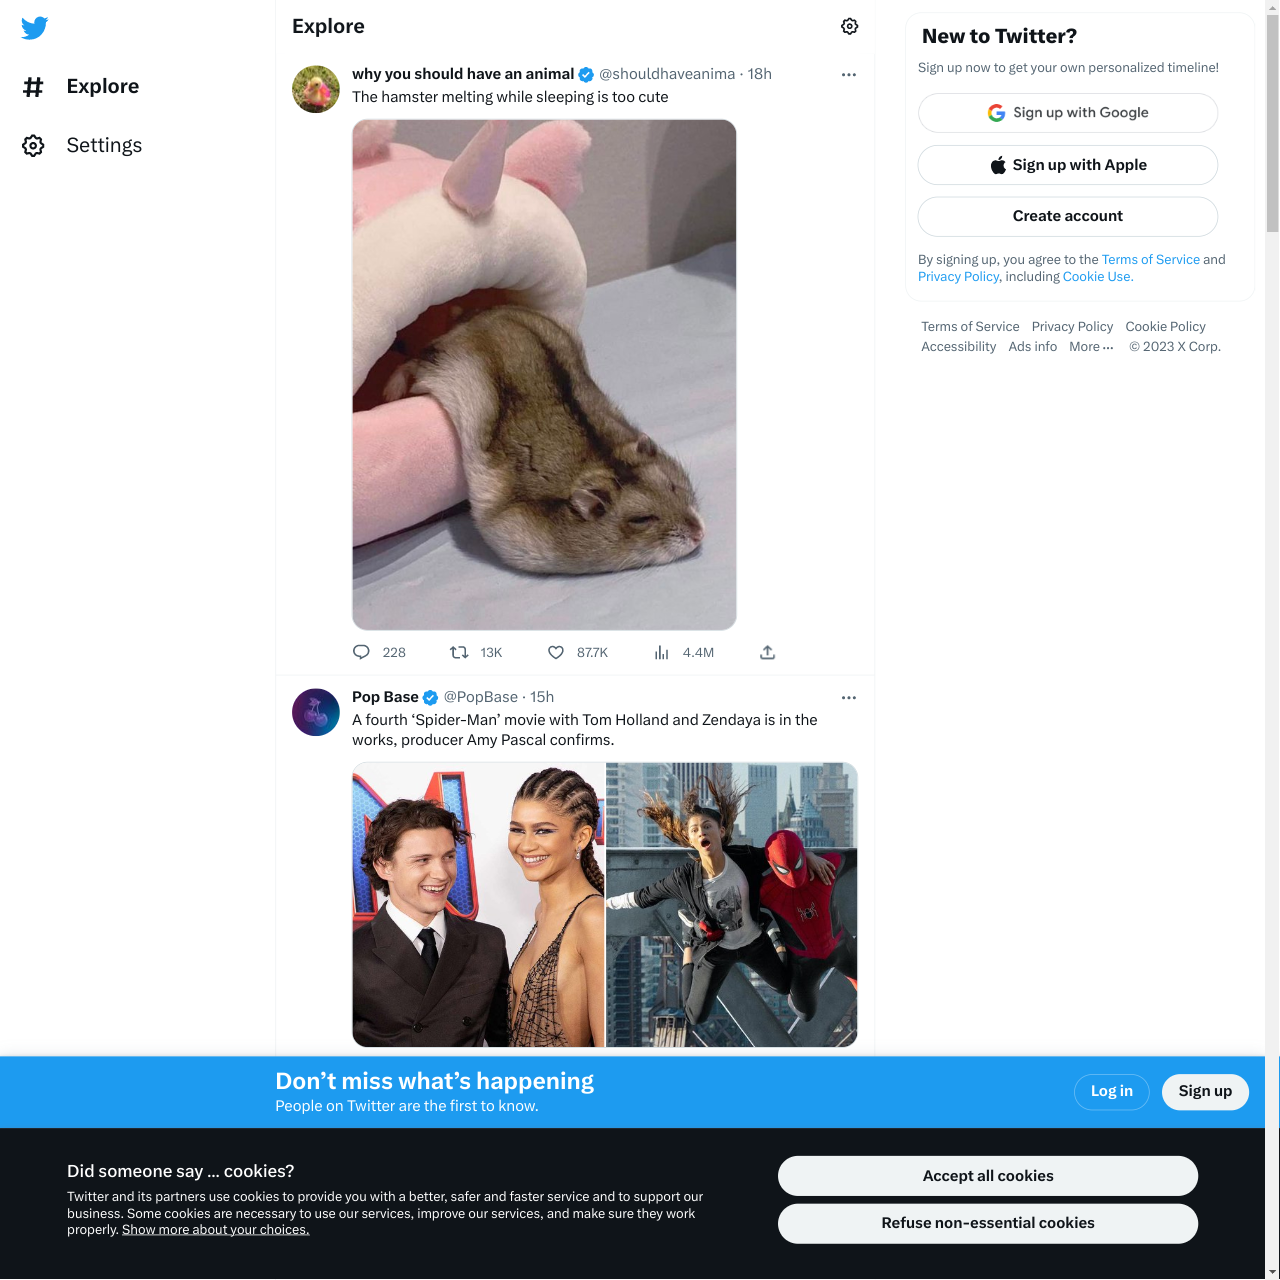 Explore
Settings
Explore
why you should have an animal @shouldhaveanima · 18h
The hamster melting while sleeping is too cute
228 13K 87.7K 4.4M
Pop Base @PopBase · 15h
A fourth ‘Spider-Man’ movie with Tom Holland and Zendaya is in the
works, producer Amy Pascal confirms.
New to Twitter?
Sign up now to get your own personalized timeline!
Sign up with Google
Sign up with Apple
Create account
By signing up, you agree to the Terms of Service and
Privacy Policy, including Cookie Use.
Terms of Service Privacy Policy Cookie Policy
Accessibility Ads info More ··· © 2023 X Corp.
Don’t miss what’s happening
People on Twitter are the first to know.
Log in
Sign up
Did someone say … cookies?
Twitter and its partners use cookies to provide you with a better, safer and faster service and to support our
business. Some cookies are necessary to use our services, improve our services, and make sure they work
properly. Show more about your choices.
Accept all cookies
Refuse non-essential cookies